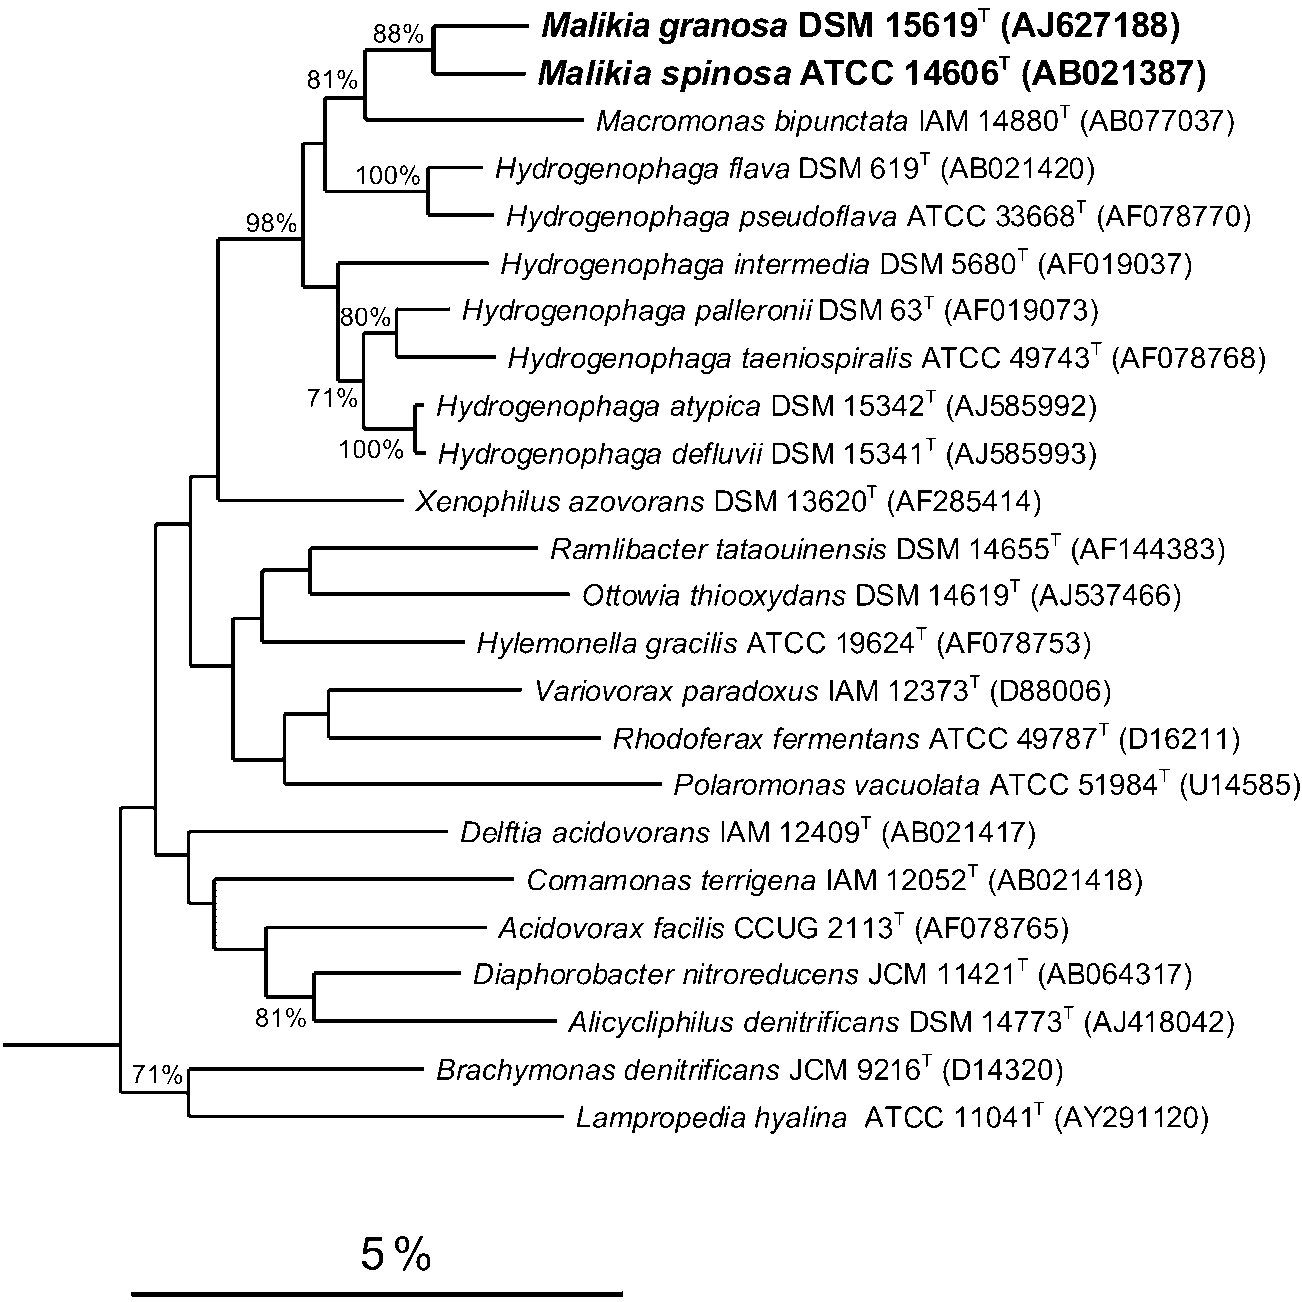 88%
Malikia granosa DSM 15619T (AJ627188)
81%
Malikia spinosa ATCC 14606T (AB021387)
Macromonas bipunctata IAM 14880T (AB077037)
100%
Hydrogenophaga flava DSM 619T (AB021420)
98%
Hydrogenophaga pseudoflava ATCC 33668T (AF078770)
Hydrogenophaga intermedia DSM 5680T (AF019037)
80%
Hydrogenophaga palleronii DSM 63T (AF019073)
Hydrogenophaga taeniospiralis ATCC 49743T (AF078768)
71%
Hydrogenophaga atypica DSM 15342T (AJ585992)
100%
Hydrogenophaga defluvii DSM 15341T (AJ585993)
Xenophilus azovorans DSM 13620T (AF285414)
Ramlibacter tataouinensis DSM 14655T (AF144383)
Ottowia thiooxydans DSM 14619T (AJ537466)
Hylemonella gracilis ATCC 19624T (AF078753)
Variovorax paradoxus IAM 12373T (D88006)
Rhodoferax fermentans ATCC 49787T (D16211)
Polaromonas vacuolata ATCC 51984T (U14585)
Delftia acidovorans IAM 12409T (AB021417)
Comamonas terrigena IAM 12052T (AB021418)
Acidovorax facilis CCUG 2113T (AF078765)
Diaphorobacter nitroreducens JCM 11421T (AB064317)
81%
Alicycliphilus denitrificans DSM 14773T (AJ418042)
71%
Brachymonas denitrificans JCM 9216T (D14320)
Lampropedia hyalina ATCC 11041T (AY291120)
5 %